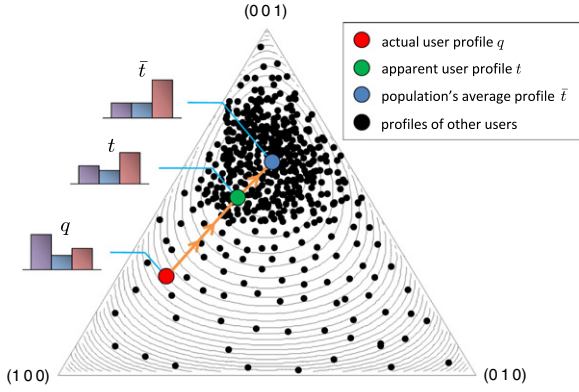 (0 0 1)
actual user profile q
apparent user profile t
population's average profile t̄
profiles of other users
t̄
t
q
(1 0 0)
(0 1 0)